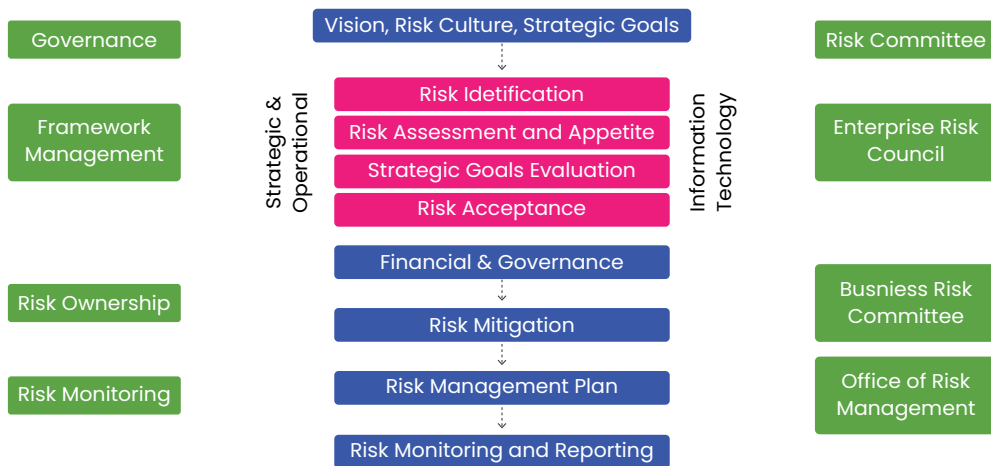 Governance
Framework
Management
Risk Ownership
Risk Monitoring
Vision, Risk Culture, Strategic Goals
Strategic &
Operational
Risk Idetification
Risk Assessment and Appetite
Strategic Goals Evaluation
Risk Acceptance
Information
Technology
Financial & Governance
Risk Mitigation
Risk Management Plan
Risk Monitoring and Reporting
Risk Committee
Enterprise Risk
Council
Busniess Risk
Committee
Office of Risk
Management